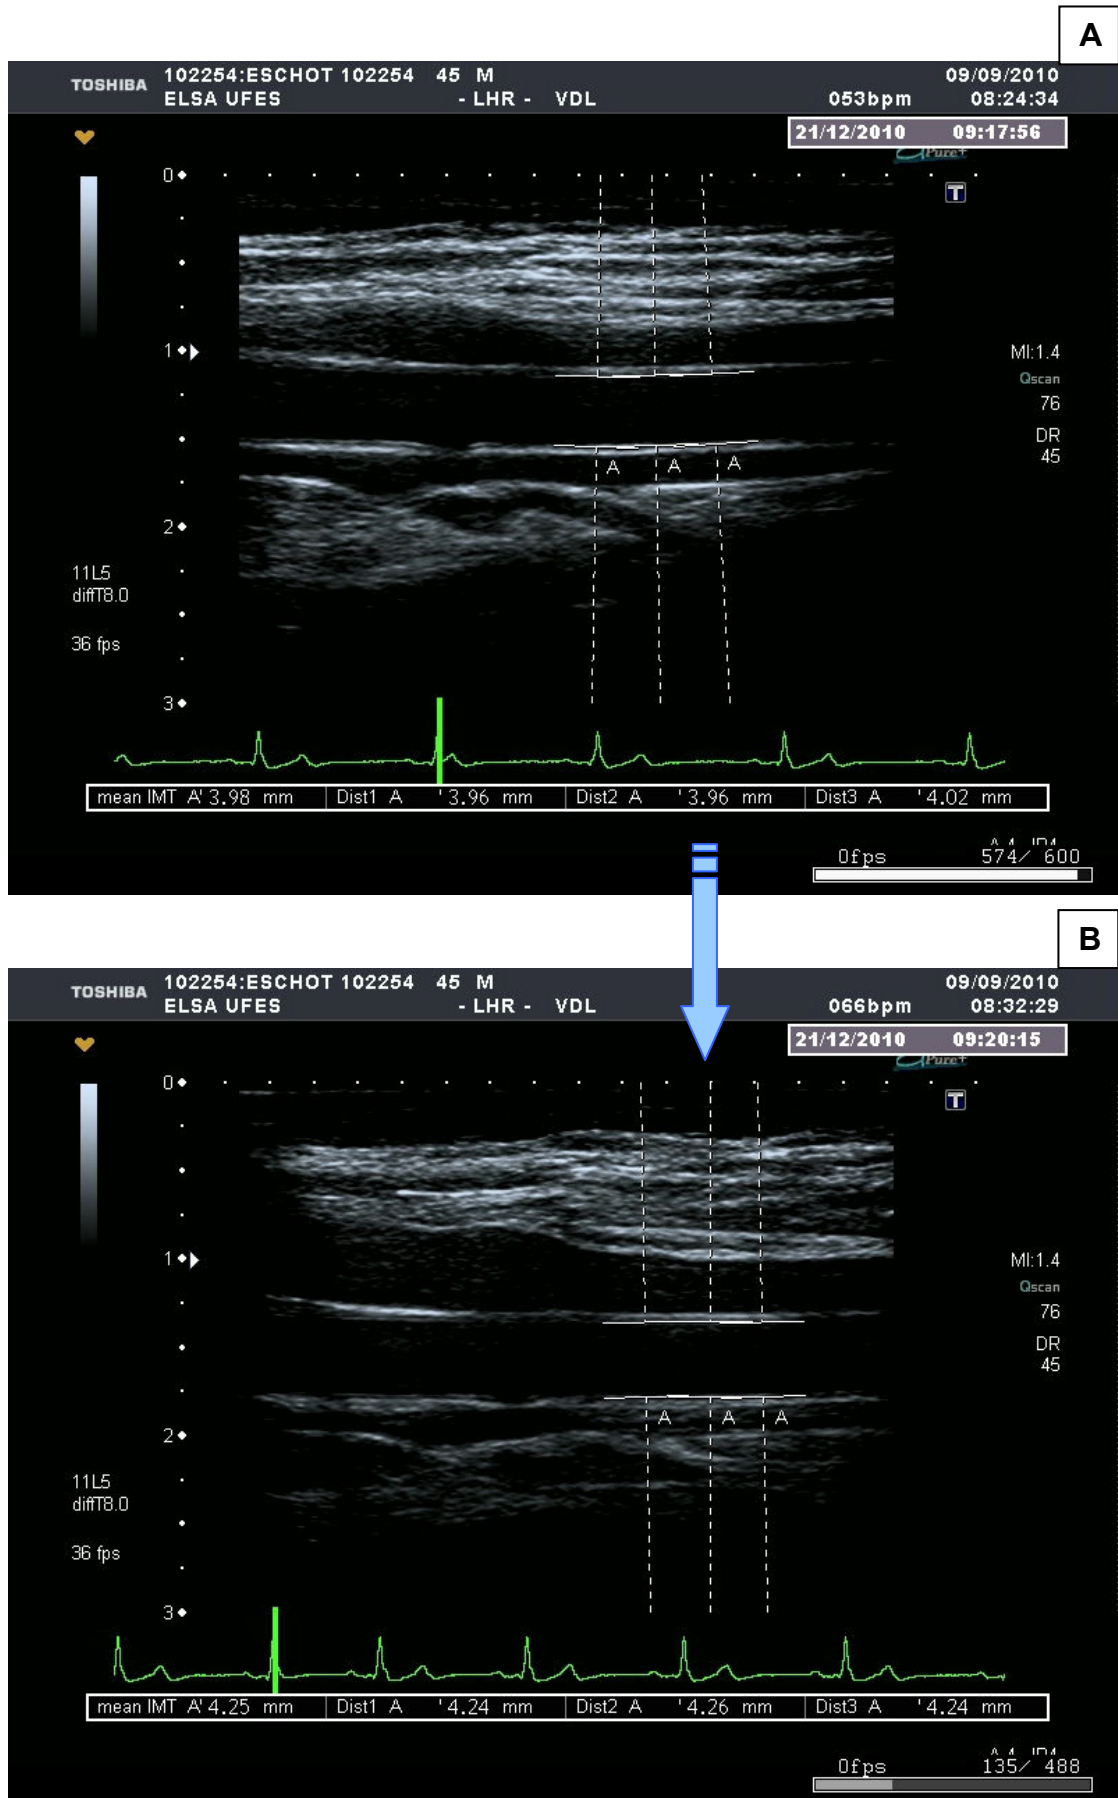 A
TOSHIBA 102254:ESCHOT 102254 45 M 09/09/2010
ELSA UFES - LHR - VDL 053bpm 08:24:34
21/12/2010 09:17:56
Pure+
T
0
1
2
3
MI:1.4
Qscan
76
DR
45
A A A
11L5
diffT8.0
36 fps
mean IMT A' 3.98 mm Dist1 A ' 3.96 mm Dist2 A ' 3.96 mm Dist3 A ' 4.02 mm
0fps 574/ 600
B
TOSHIBA 102254:ESCHOT 102254 45 M 09/09/2010
ELSA UFES - LHR - VDL 066bpm 08:32:29
21/12/2010 09:20:15
Pure+
T
0
1
2
3
MI:1.4
Qscan
76
DR
45
A A A
11L5
diffT8.0
36 fps
mean IMT A' 4.25 mm Dist1 A ' 4.24 mm Dist2 A ' 4.26 mm Dist3 A ' 4.24 mm
0fps 135/ 488